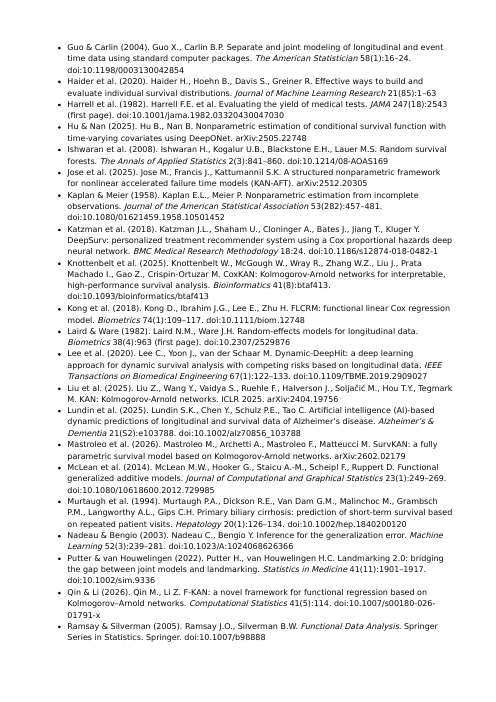 • Guo & Carlin (2004). Guo X., Carlin B.P. Separate and joint modeling of longitudinal and event
time data using standard computer packages. The American Statistician 58(1):16–24.
doi:10.1198/0003130042854
• Haider et al. (2020). Haider H., Hoehn B., Davis S., Greiner R. Effective ways to build and
evaluate individual survival distributions. Journal of Machine Learning Research 21(85):1–63
• Harrell et al. (1982). Harrell F.E. et al. Evaluating the yield of medical tests. JAMA 247(18):2543
(first page). doi:10.1001/jama.1982.03320430047030
• Hu & Nan (2025). Hu B., Nan B. Nonparametric estimation of conditional survival function with
time-varying covariates using DeepONet. arXiv:2505.22748
• Ishwaran et al. (2008). Ishwaran H., Kogalur U.B., Blackstone E.H., Lauer M.S. Random survival
forests. The Annals of Applied Statistics 2(3):841–860. doi:10.1214/08-AOAS169
• Jose et al. (2025). Jose M., Francis J., Kattumannil S.K. A structured nonparametric framework
for nonlinear accelerated failure time models (KAN-AFT). arXiv:2512.20305
• Kaplan & Meier (1958). Kaplan E.L., Meier P. Nonparametric estimation from incomplete
observations. Journal of the American Statistical Association 53(282):457–481.
doi:10.1080/01621459.1958.10501452
• Katzman et al. (2018). Katzman J.L., Shaham U., Cloninger A., Bates J., Jiang T., Kluger Y.
DeepSurv: personalized treatment recommender system using a Cox proportional hazards deep
neural network. BMC Medical Research Methodology 18:24. doi:10.1186/s12874-018-0482-1
• Knottenbelt et al. (2025). Knottenbelt W., McGough W., Wray R., Zhang W.Z., Liu J., Prata
Machado I., Gao Z., Crispin-Ortuzar M. CoxKAN: Kolmogorov-Arnold networks for interpretable,
high-performance survival analysis. Bioinformatics 41(8):btaf413.
doi:10.1093/bioinformatics/btaf413
• Kong et al. (2018). Kong D., Ibrahim J.G., Lee E., Zhu H. FLCRM: functional linear Cox regression
model. Biometrics 74(1):109–117. doi:10.1111/biom.12748
• Laird & Ware (1982). Laird N.M., Ware J.H. Random-effects models for longitudinal data.
Biometrics 38(4):963 (first page). doi:10.2307/2529876
• Lee et al. (2020). Lee C., Yoon J., van der Schaar M. Dynamic-DeepHit: a deep learning
approach for dynamic survival analysis with competing risks based on longitudinal data. IEEE
Transactions on Biomedical Engineering 67(1):122–133. doi:10.1109/TBME.2019.2909027
• Liu et al. (2025). Liu Z., Wang Y., Vaidya S., Ruehle F., Halverson J., Soljačić M., Hou T.Y., Tegmark
M. KAN: Kolmogorov-Arnold networks. ICLR 2025. arXiv:2404.19756
• Lundin et al. (2025). Lundin S.K., Chen Y., Schulz P.E., Tao C. Artificial intelligence (AI)-based
dynamic predictions of longitudinal and survival data of Alzheimer’s disease. Alzheimer’s &
Dementia 21(S2):e103788. doi:10.1002/alz70856_103788
• Mastroleo et al. (2026). Mastroleo M., Archetti A., Mastroleo F., Matteucci M. SurvKAN: a fully
parametric survival model based on Kolmogorov-Arnold networks. arXiv:2602.02179
• McLean et al. (2014). McLean M.W., Hooker G., Staicu A.-M., Scheipl F., Ruppert D. Functional
generalized additive models. Journal of Computational and Graphical Statistics 23(1):249–269.
doi:10.1080/10618600.2012.729985
• Murtaugh et al. (1994). Murtaugh P.A., Dickson R.E., Van Dam G.M., Malinchoc M., Grambsch
P.M., Langworthy A.L., Gips C.H. Primary biliary cirrhosis: prediction of short-term survival based
on repeated patient visits. Hepatology 20(1):126–134. doi:10.1002/hep.1840200120
• Nadeau & Bengio (2003). Nadeau C., Bengio Y. Inference for the generalization error. Machine
Learning 52(3):239–281. doi:10.1023/A:1024068626366
• Putter & van Houwelingen (2022). Putter H., van Houwelingen H.C. Landmarking 2.0: bridging
the gap between joint models and landmarking. Statistics in Medicine 41(11):1901–1917.
doi:10.1002/sim.9336
• Qin & Li (2026). Qin M., Li Z. F-KAN: a novel framework for functional regression based on
Kolmogorov–Arnold networks. Computational Statistics 41(5):114. doi:10.1007/s00180-026-
01791-x
• Ramsay & Silverman (2005). Ramsay J.O., Silverman B.W. Functional Data Analysis. Springer
Series in Statistics. Springer. doi:10.1007/b98888